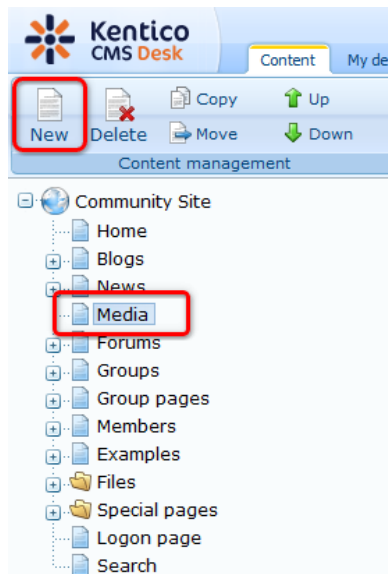 Kentico
CMS Desk
Content
My de
New
Delete
Copy
Move
Up
Down
Content management
Community Site
Home
Blogs
News
Media
Forums
Groups
Group pages
Members
Examples
Files
Special pages
Logon page
Search